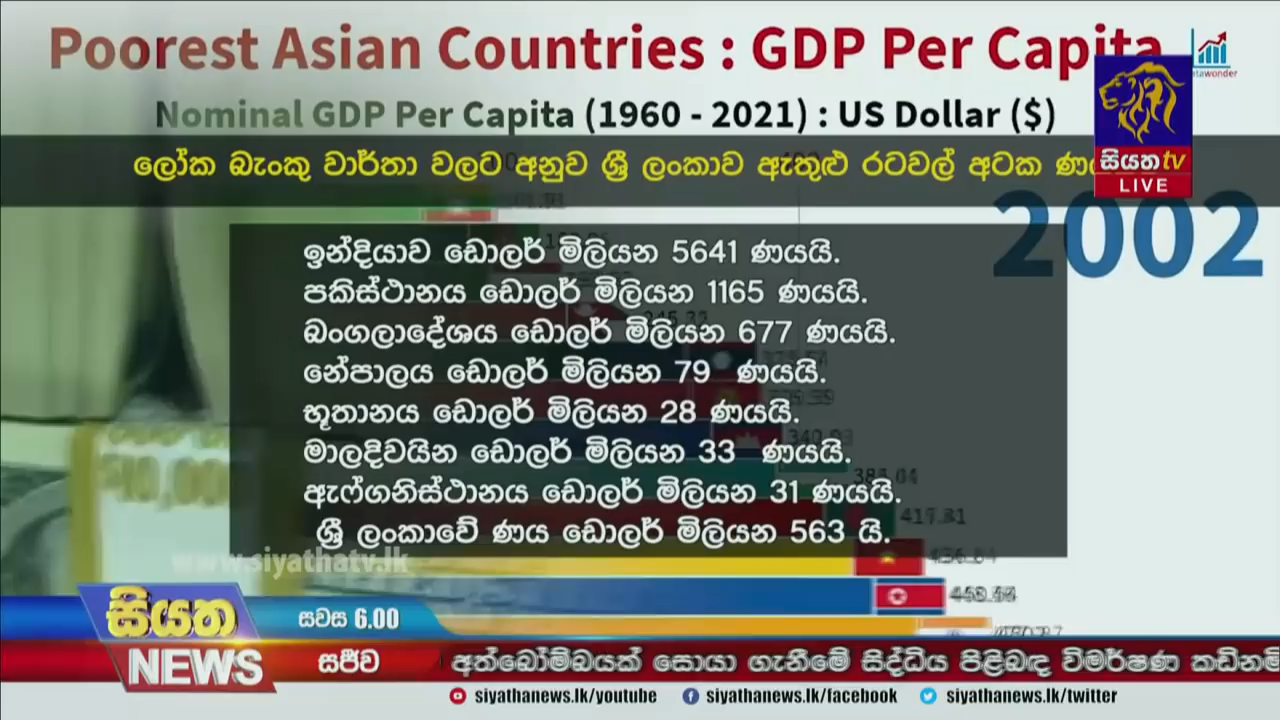 Poorest Asian Countries : GDP Per Capita
Nominal GDP Per Capita (1960 - 2021) : US Dollar ($)
සියත tv
LIVE
ලෝක බැංකු වාර්තා වලට අනුව ශ්‍රී ලංකාව ඇතුළු රටවල් අටක
2002
ඉන්දියාව ඩොලර් මිලියන 5641 ණයයි.
පකිස්ථානය ඩොලර් මිලියන 1165 ණයයි.
බංගලාදේශය ඩොලර් මිලියන 677 ණයයි.
නේපාලය ඩොලර් මිලියන 79 ණයයි.
භූතානය ඩොලර් මිලියන 28 ණයයි.
මාලදිවයින ඩොලර් මිලියන 33 ණයයි.
ඇෆ්ගනිස්ථානය ඩොලර් මිලියන 31 ණයයි.
ශ්‍රී ලංකාවේ ණය ඩොලර් මිලියන 563 යි.
www.siyathatv.lk
සියත
NEWS
සවස 6.00
සජීව
අත්බෝම්බයක් සොයා ගැනීමේ සිද්ධිය පිළිබඳ විමර්ෂණ
siyathanews.lk/youtube
siyathanews.lk/facebook
siyathanews.lk/twitter